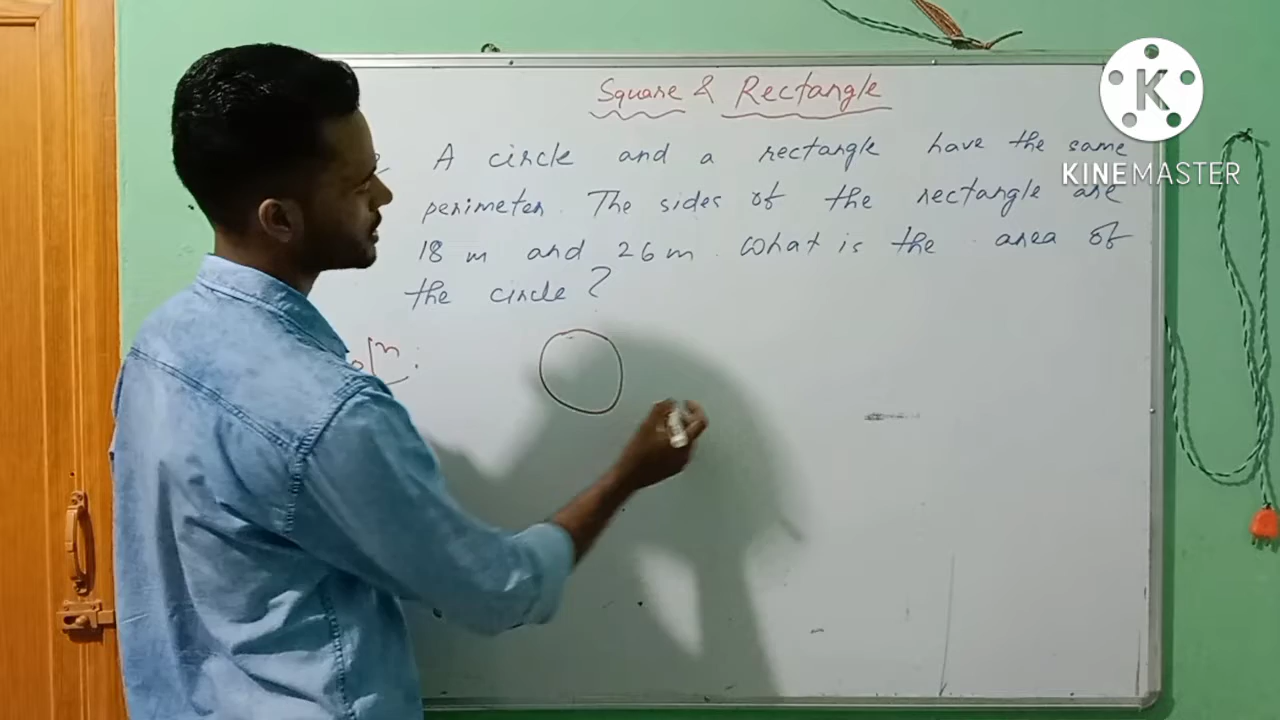 Square & Rectangle
A circle and a rectangle have the same
perimeter. The sides of the rectangle are
18 m and 26 m. What is the area of
the circle?
K
KINEMASTER